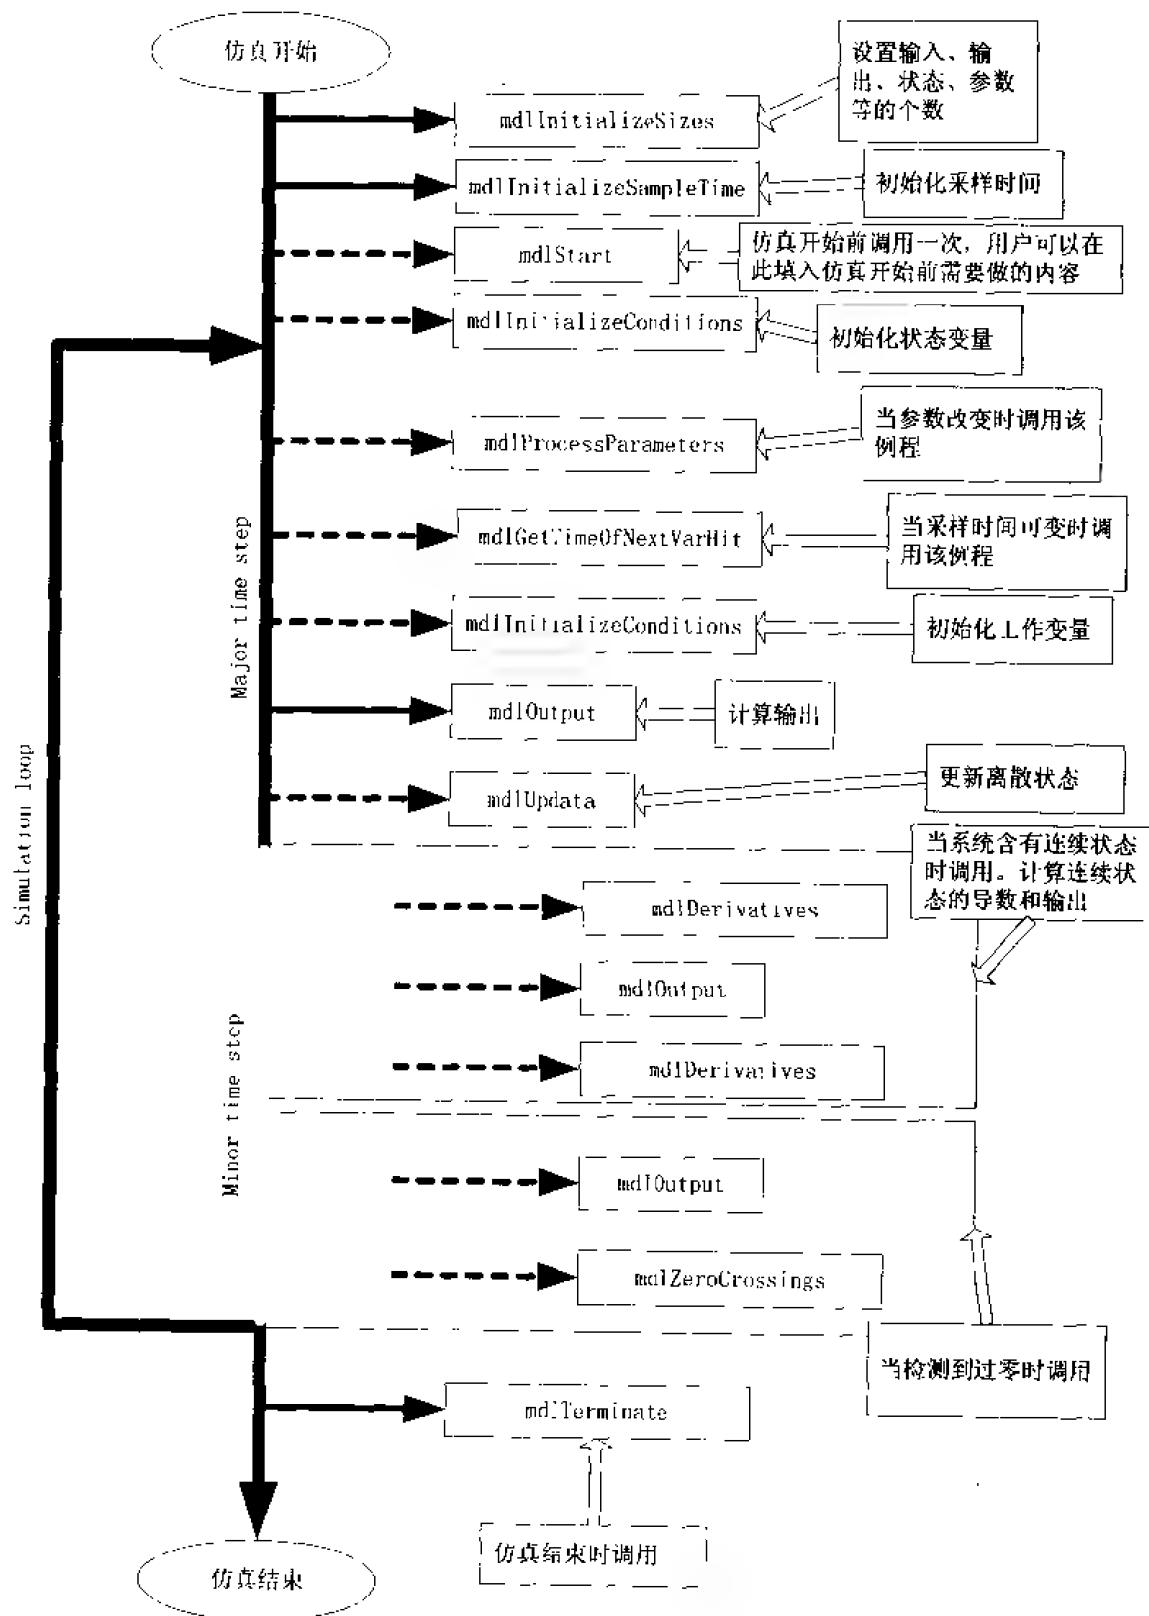 仿真开始
设置输入、输
出、状态、参数
等的个数
mdlInitializeSizes
mdlInitializeSampleTime
初始化采样时间
mdlStart
仿真开始前调用一次，用户可以在
此填入仿真开始前需要做的内容
mdlInitializeConditions
初始化状态变量
mdlProcessParameters
当参数改变时调用该
例程
mdlGetTimeOfNextVarHit
当采样时间可变时调
用该例程
mdlInitializeConditions
初始化工作变量
Major time step
mdlOutput
计算输出
mdlUpdata
更新离散状态
Simulation loop
当系统含有连续状态
时调用。计算连续状
态的导数和输出
mdlDerivatives
mdlOutput
mdlDerivatives
Minor time step
mdlOutput
mdlZeroCrossings
当检测到过零时调用
mdlTerminate
仿真结束时调用
仿真结束